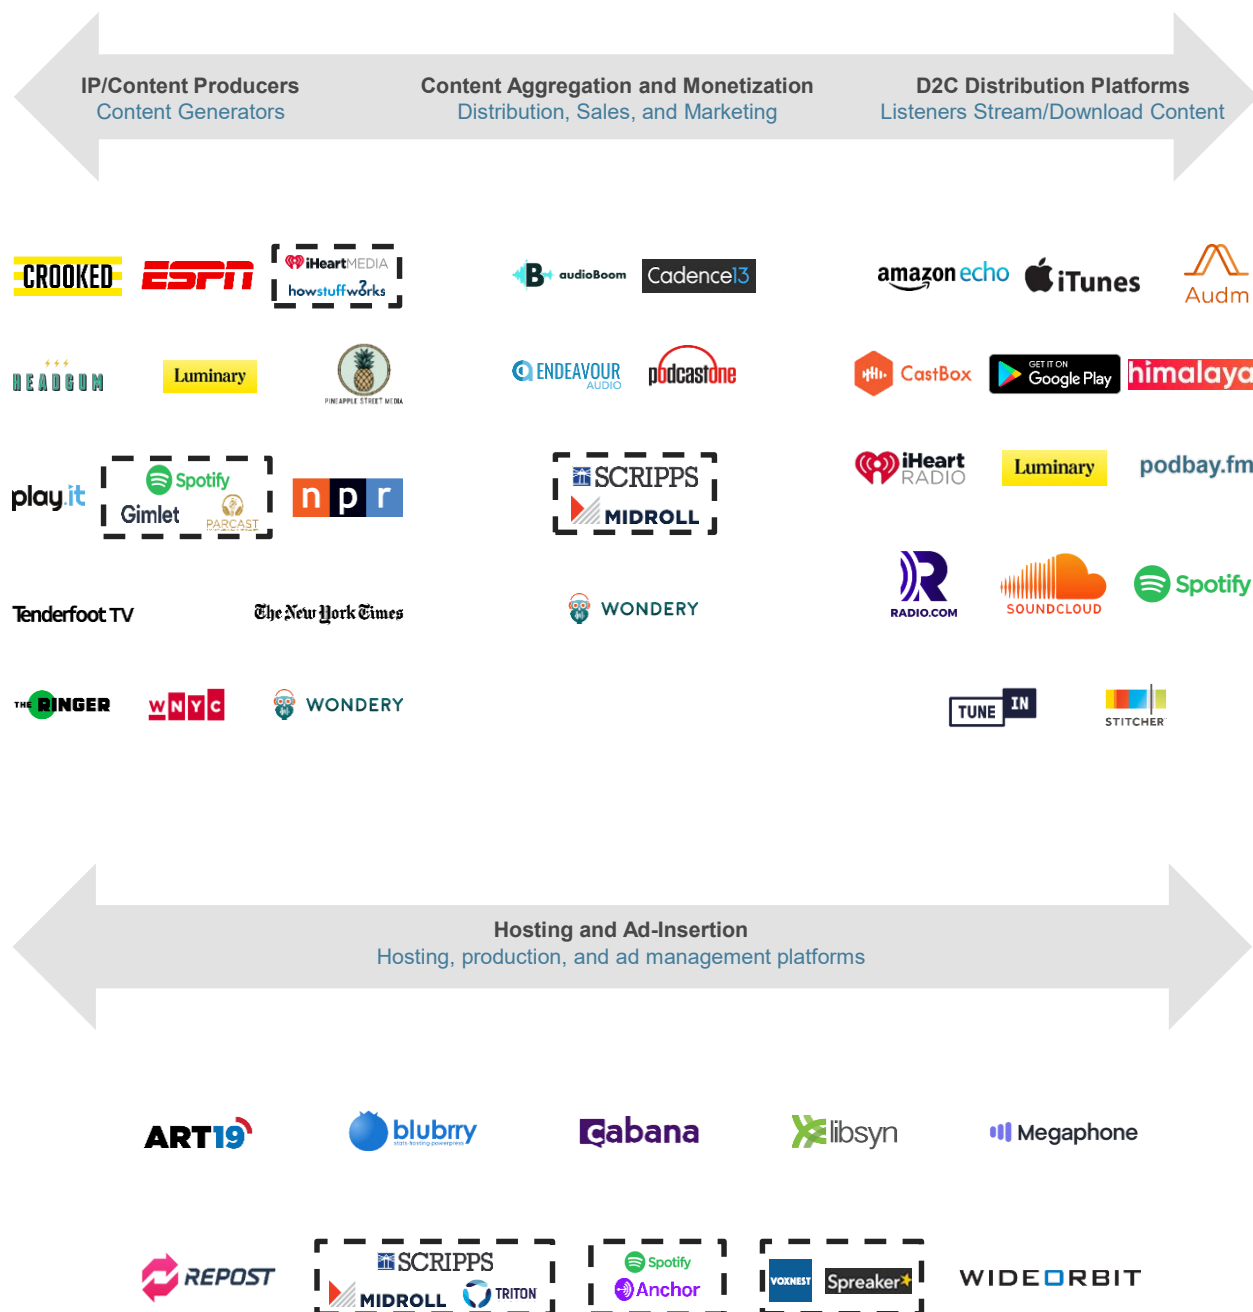 IP/Content Producers
Content Generators
Content Aggregation and Monetization
Distribution, Sales, and Marketing
D2C Distribution Platforms
Listeners Stream/Download Content
CROOKED
ESPN
iHeartMEDIA
howstuffworks
HEADGUM
Luminary
PINEAPPLE STREET MEDIA
play.it
Spotify
Gimlet
PARCAST
n p r
Tenderfoot TV
The New York Times
THE RINGER
WNYC
WONDERY
B audioBoom
Cadence13
ENDEAVOUR
AUDIO
podcastone
SCRIPPS
MIDROLL
WONDERY
amazon echo
iTunes
Audm
CastBox
GET IT ON
Google Play
himalaya
iHeart
RADIO
Luminary
podbay.fm
R
RADIO.COM
SOUNDCLOUD
Spotify
TUNE IN
STITCHER
Hosting and Ad-Insertion
Hosting, production, and ad management platforms
ART19
blubrry
stats·hosting·powerpress
cabana
libsyn
Megaphone
REPOST
SCRIPPS
MIDROLL
TRITON
Spotify
Anchor
VOXNEST
Spreaker
WIDEORBIT